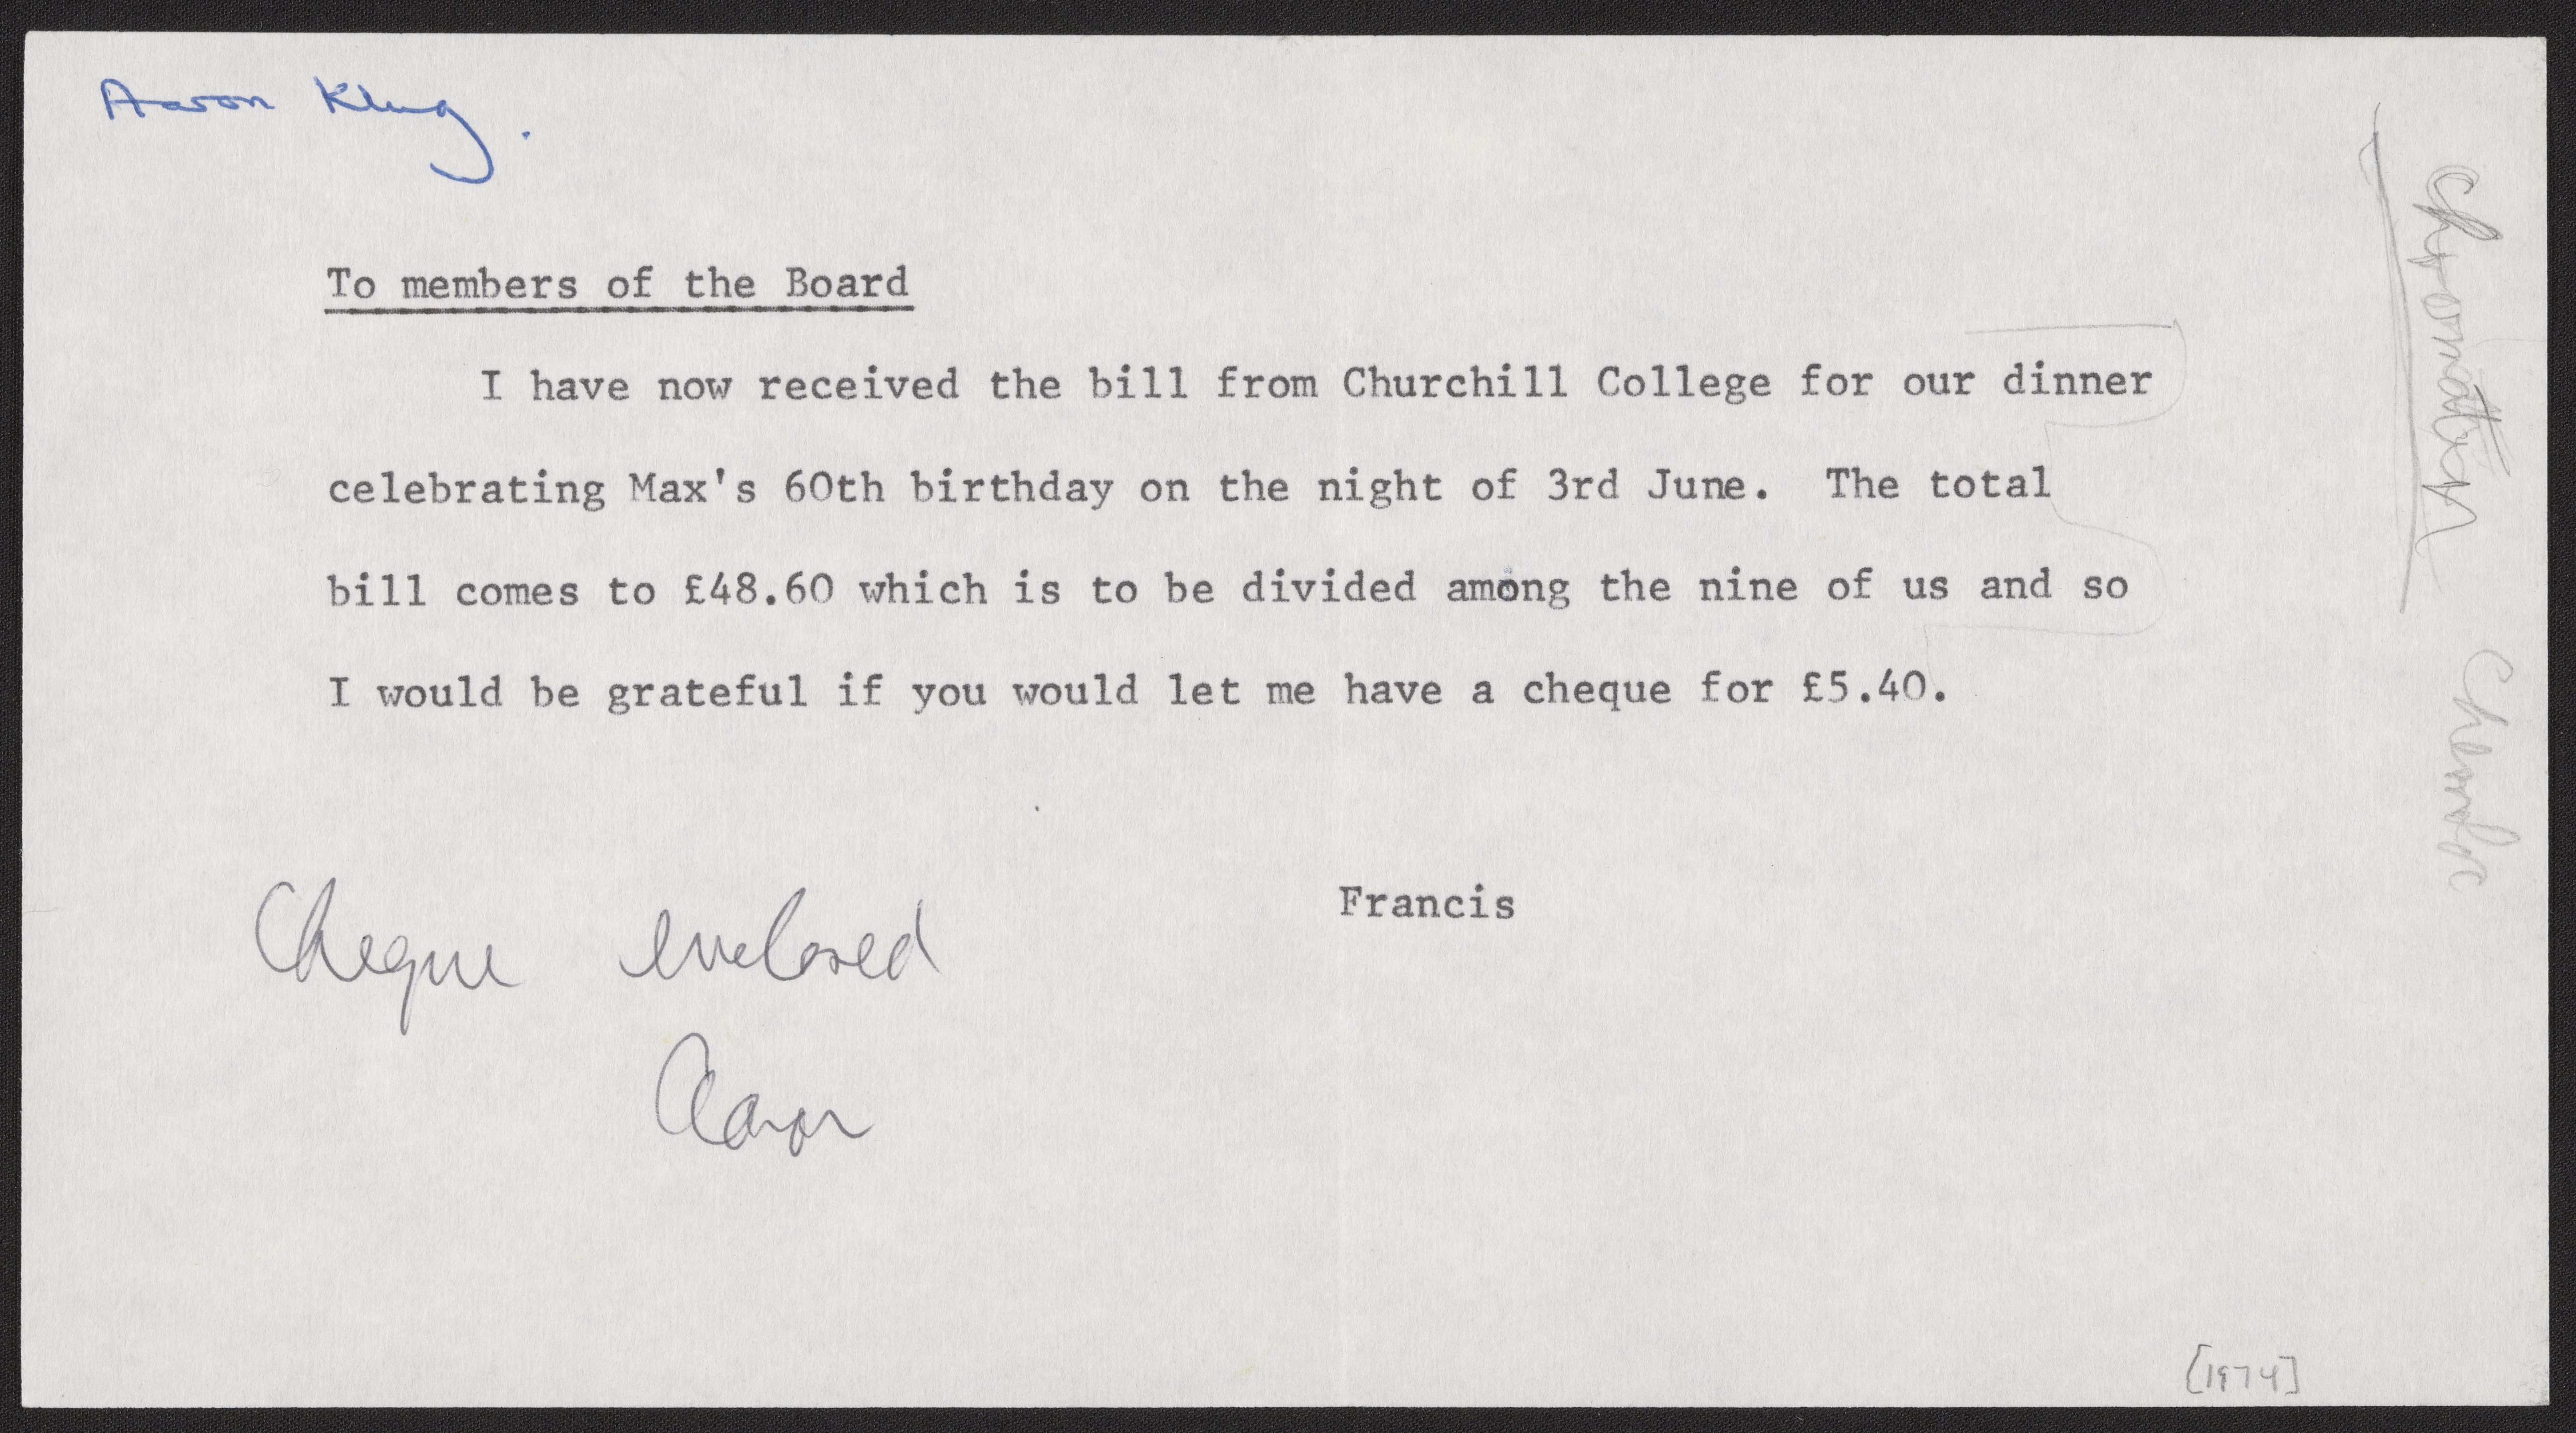 Aaron Klug.
To members of the Board
I have now received the bill from Churchill College for our dinner
celebrating Max's 60th birthday on the night of 3rd June. The total
bill comes to £48.60 which is to be divided among the nine of us and so
I would be grateful if you would let me have a cheque for £5.40.
Francis
Cheque enclosed
Aaron
Chromatin
[1974]